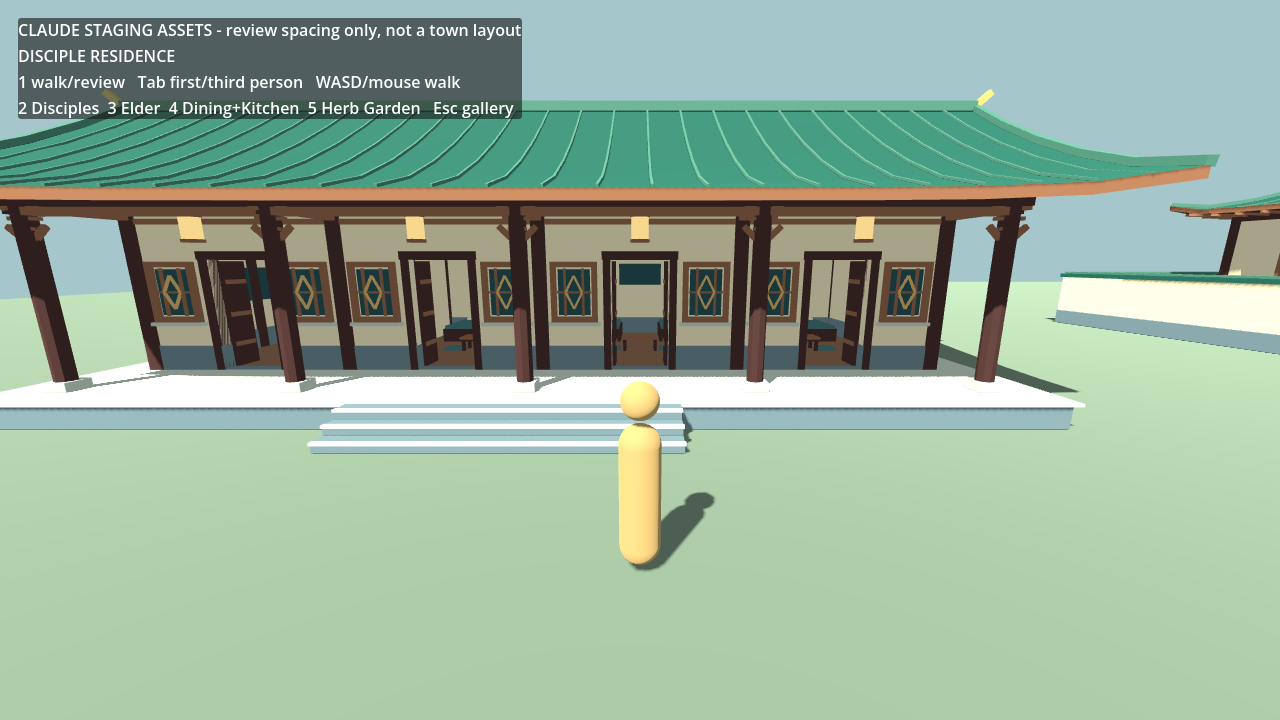 CLAUDE STAGING ASSETS - review spacing only, not a town layout
DISCIPLE RESIDENCE
1 walk/review   Tab first/third person   WASD/mouse walk
2 Disciples  3 Elder  4 Dining+Kitchen  5 Herb Garden   Esc gallery